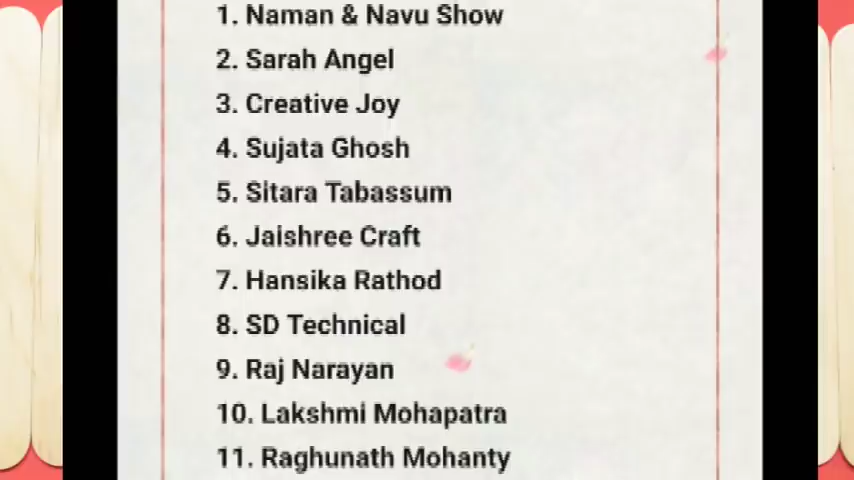 1. Naman & Navu Show
2. Sarah Angel
3. Creative Joy
4. Sujata Ghosh
5. Sitara Tabassum
6. Jaishree Craft
7. Hansika Rathod
8. SD Technical
9. Raj Narayan
10. Lakshmi Mohapatra
11. Raghunath Mohanty